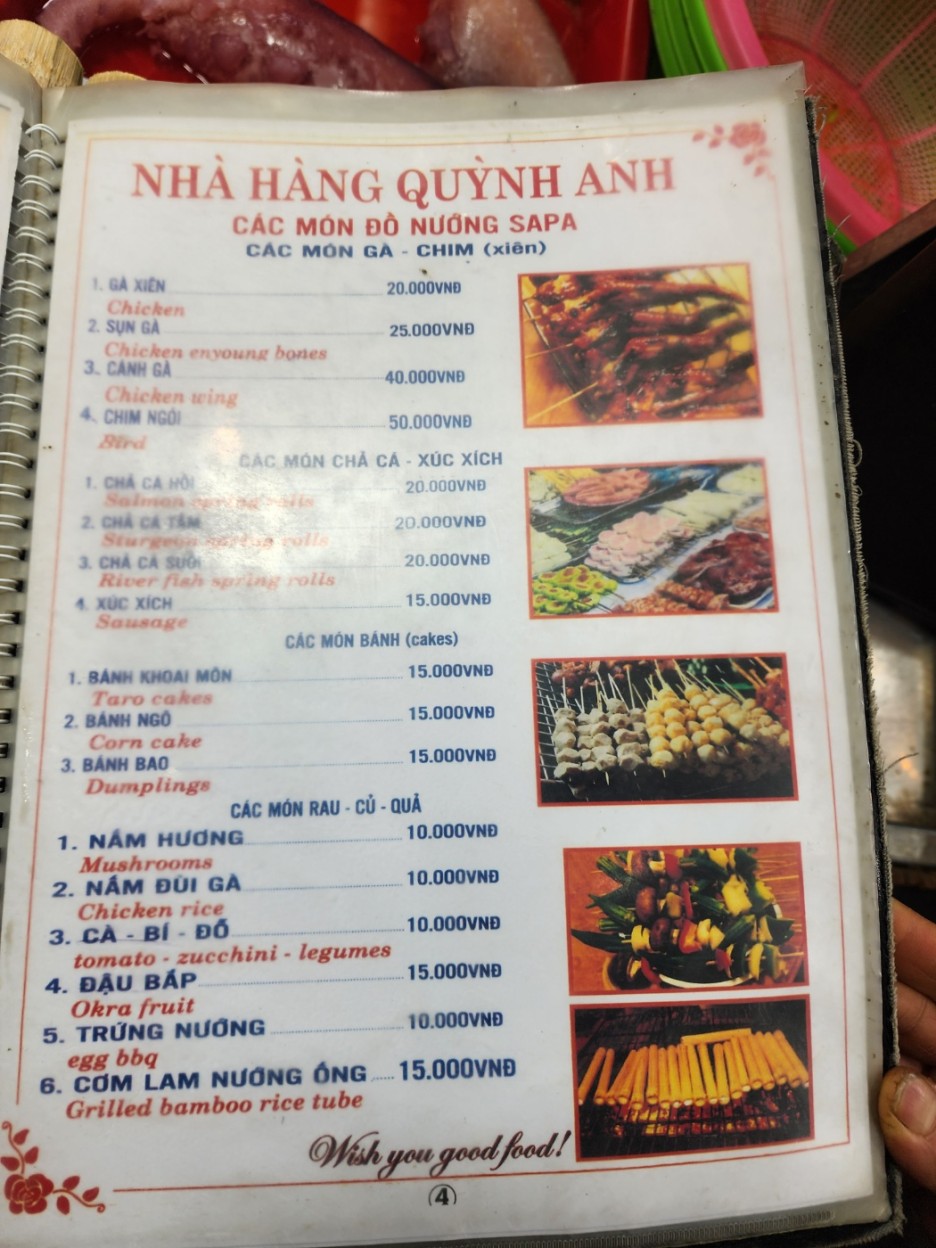 NHÀ HÀNG QUỲNH ANH
CÁC MÓN ĐỒ NƯỚNG SAPA
CÁC MÓN GÀ - CHIM (xiên)
1. GÀ XIÊN 20.000VNĐ
Chicken
2. SỤN GÀ 25.000VNĐ
Chicken enyoung bones
3. CÁNH GÀ 40.000VNĐ
Chicken wing
4. CHIM NGÓI 50.000VNĐ
Bird
CÁC MÓN CHẢ CÁ - XÚC XÍCH
1. CHẢ CÁ HỒI 20.000VNĐ
Salmon spring rolls
2. CHẢ CÁ TẦM 20.000VNĐ
Sturgeon spring rolls
3. CHẢ CÁ SUỐI 20.000VNĐ
River fish spring rolls
4. XÚC XÍCH 15.000VNĐ
Sausage
CÁC MÓN BÁNH (cakes)
1. BÁNH KHOAI MÔN 15.000VNĐ
Taro cakes
2. BÁNH NGÔ 15.000VNĐ
Corn cake
3. BÁNH BAO 15.000VNĐ
Dumplings
CÁC MÓN RAU - CỦ - QUẢ
1. NẤM HƯƠNG 10.000VNĐ
Mushrooms
2. NẤM ĐÙI GÀ 10.000VNĐ
Chicken rice
3. CÀ - BÍ - ĐỖ 10.000VNĐ
tomato - zucchini - legumes
4. ĐẬU BẮP 15.000VNĐ
Okra fruit
5. TRỨNG NƯỚNG 10.000VNĐ
egg bbq
6. CƠM LAM NƯỚNG ỐNG 15.000VNĐ
Grilled bamboo rice tube
Wish you good food!
4